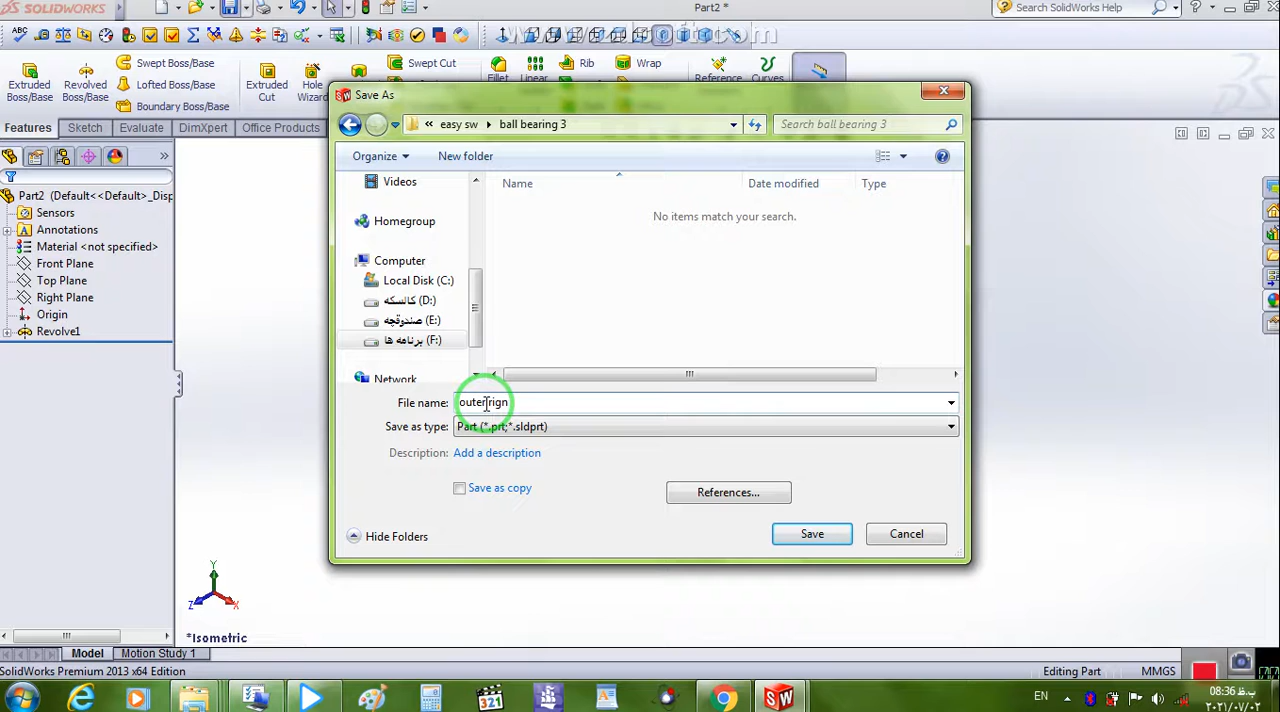 SOLIDWORKS
Part2 *
Search SolidWorks Help
Extruded Boss/Base
Revolved Boss/Base
Swept Boss/Base
Lofted Boss/Base
Boundary Boss/Base
Extruded Cut
Hole Wizard
Swept Cut
Fillet
Linear
Rib
Wrap
Reference
Curves
Features
Sketch
Evaluate
DimXpert
Office Products
Part2 (Default<<Default>_Disp
Sensors
Annotations
Material <not specified>
Front Plane
Top Plane
Right Plane
Origin
Revolve1
Save As
« easy sw
ball bearing 3
Search ball bearing 3
Organize
New folder
Videos
Homegroup
Computer
Local Disk (C:)
کالسکه (D:)
صندوقچه (E:)
برنامه ها (F:)
Network
Name
Date modified
Type
No items match your search.
File name: outer rign
Save as type: Part (*.prt;*.sldprt)
Description: Add a description
Save as copy
References...
Hide Folders
Save
Cancel
Y
Z
X
*Isometric
Model
Motion Study 1
SolidWorks Premium 2013 x64 Edition
Editing Part
MMGS
321
EN
08:36 ب.ظ
۲۰۲۱/۰۷/۰۲